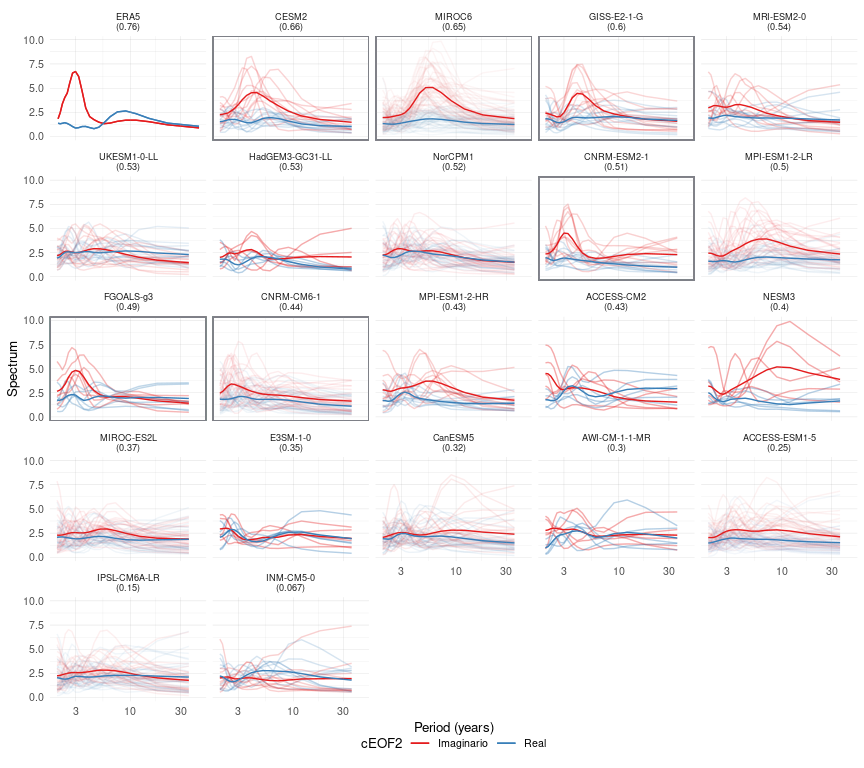 ERA5 CESM2 MIROC6 GISS-E2-1-G MRI-ESM2-0
(0.76) (0.66) (0.65) (0.6) (0.54)
10.0
7.5
5.0
2.5
0.0
UKESM1-0-LL HadGEM3-GC31-LL NorCPM1 CNRM-ESM2-1 MPI-ESM1-2-LR
(0.53) (0.53) (0.52) (0.51) (0.5)
10.0
7.5
5.0
2.5
0.0
FGOALS-g3 CNRM-CM6-1 MPI-ESM1-2-HR ACCESS-CM2 NESM3
(0.49) (0.44) (0.43) (0.43) (0.4)
10.0
7.5
5.0
2.5
0.0
Spectrum
MIROC-ES2L E3SM-1-0 CanESM5 AWI-CM-1-1-MR ACCESS-ESM1-5
(0.37) (0.35) (0.32) (0.3) (0.25)
10.0
7.5
5.0
2.5
0.0
3 10 30 3 10 30 3 10 30
IPSL-CM6A-LR INM-CM5-0
(0.15) (0.067)
10.0
7.5
5.0
2.5
0.0
3 10 30 3 10 30
Period (years)
cEOF2 Imaginario Real